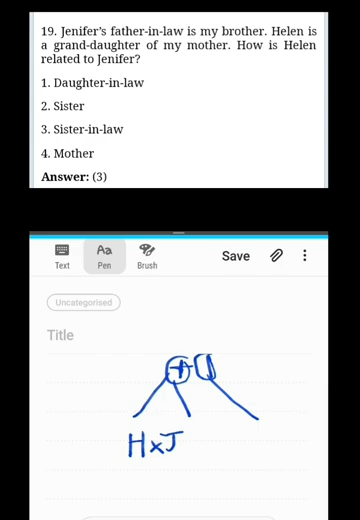 19. Jenifer's father-in-law is my brother. Helen is
a grand-daughter of my mother. How is Helen
related to Jenifer?
1. Daughter-in-law
2. Sister
3. Sister-in-law
4. Mother
Answer: (3)
Aa
Save
Text
Pen
Brush
Uncategorised
Title
+ I
H×J